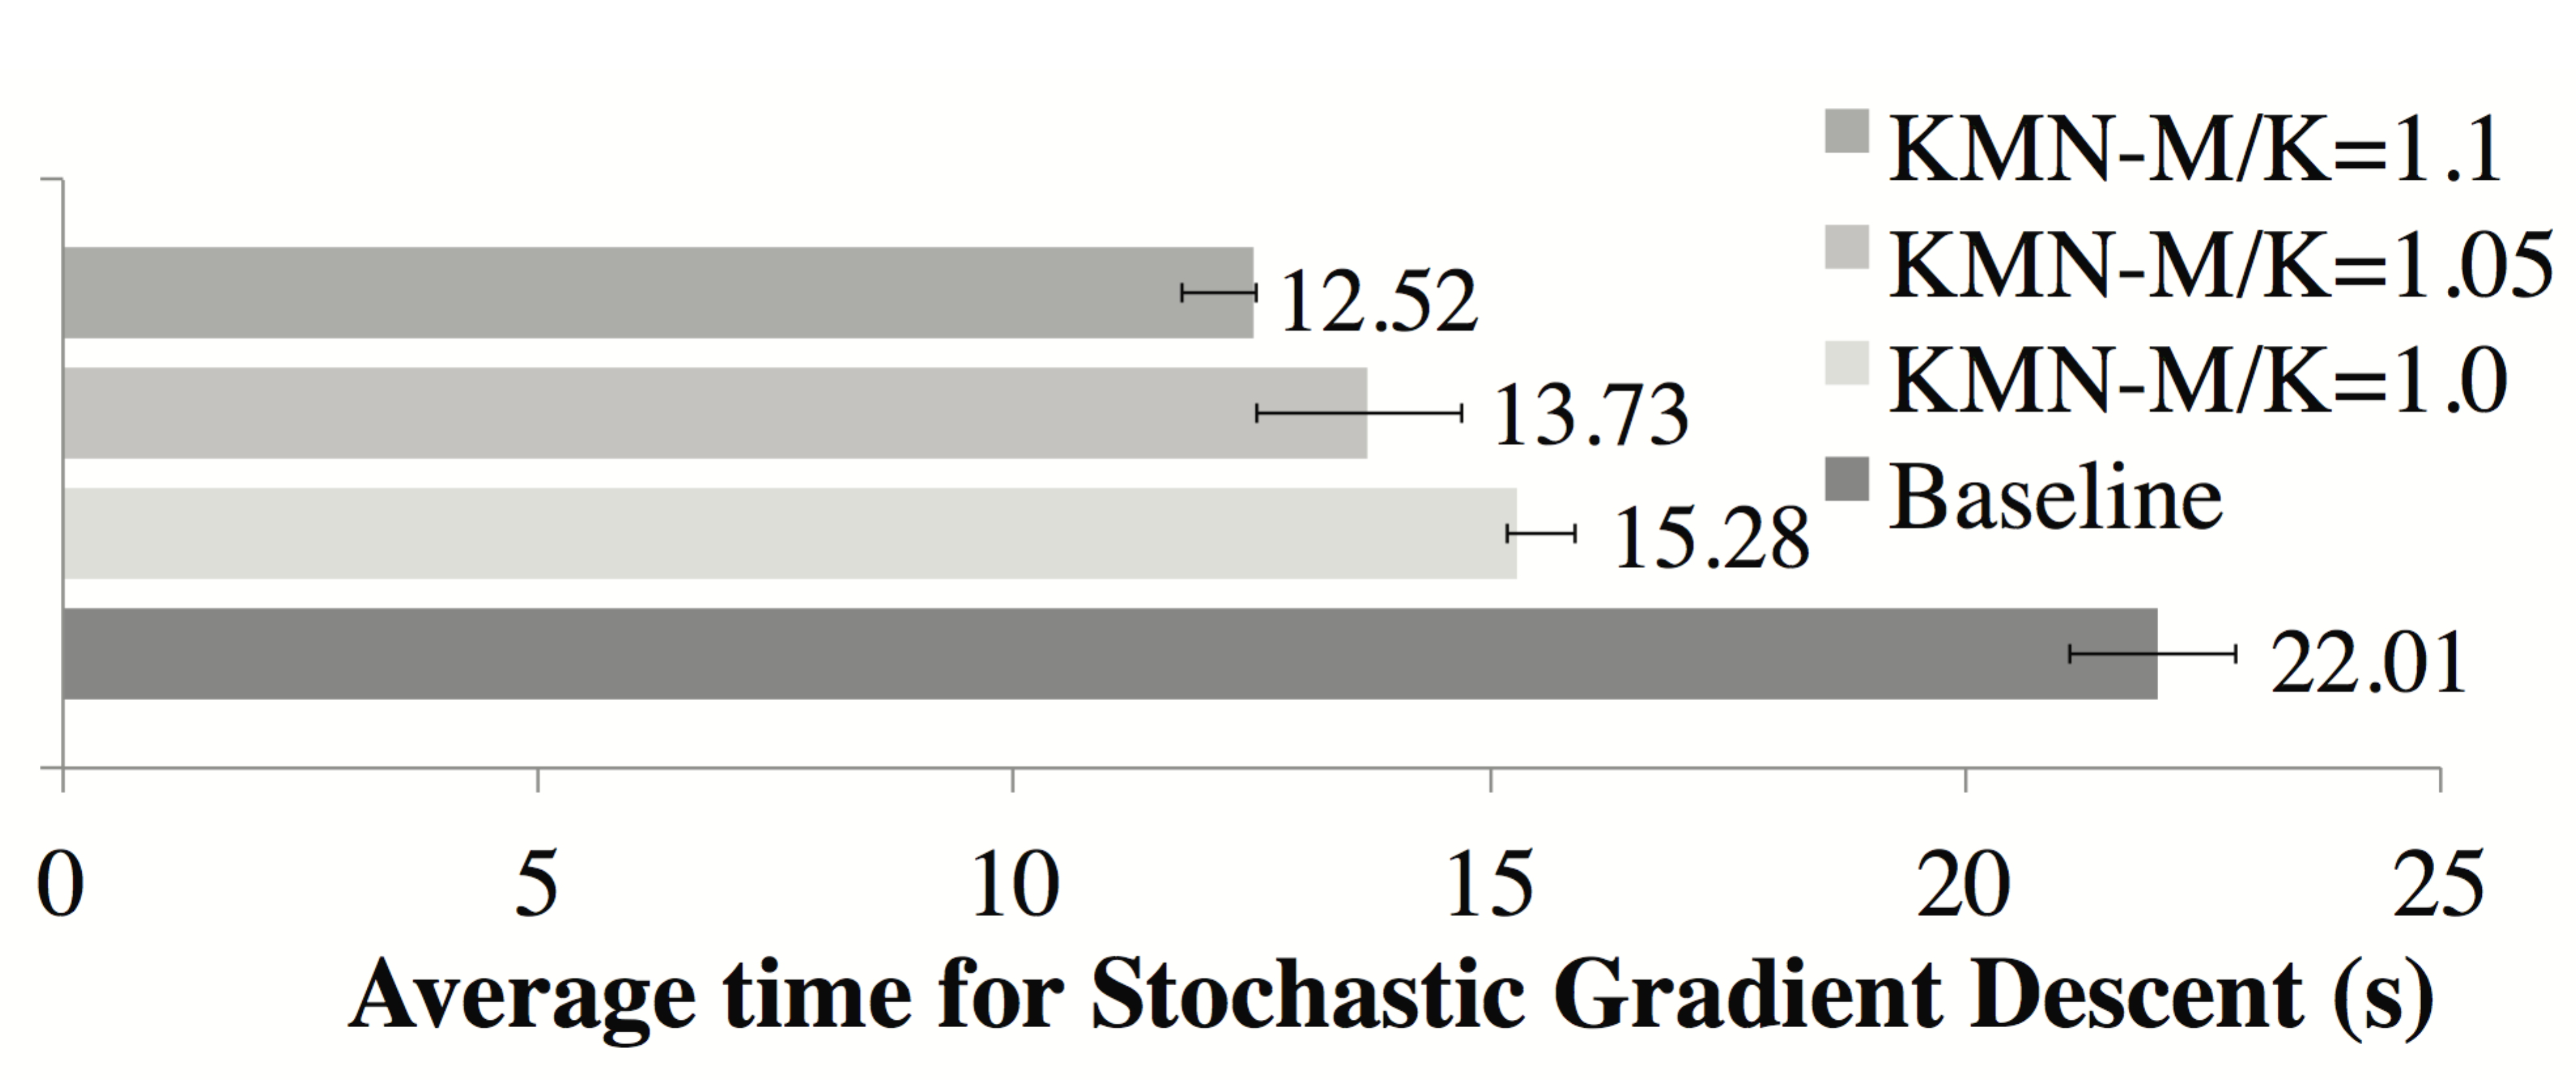 KMN-M/K=1.1
KMN-M/K=1.05
KMN-M/K=1.0
Baseline
12.52
13.73
15.28
22.01
0 5 10 15 20 25
Average time for Stochastic Gradient Descent (s)